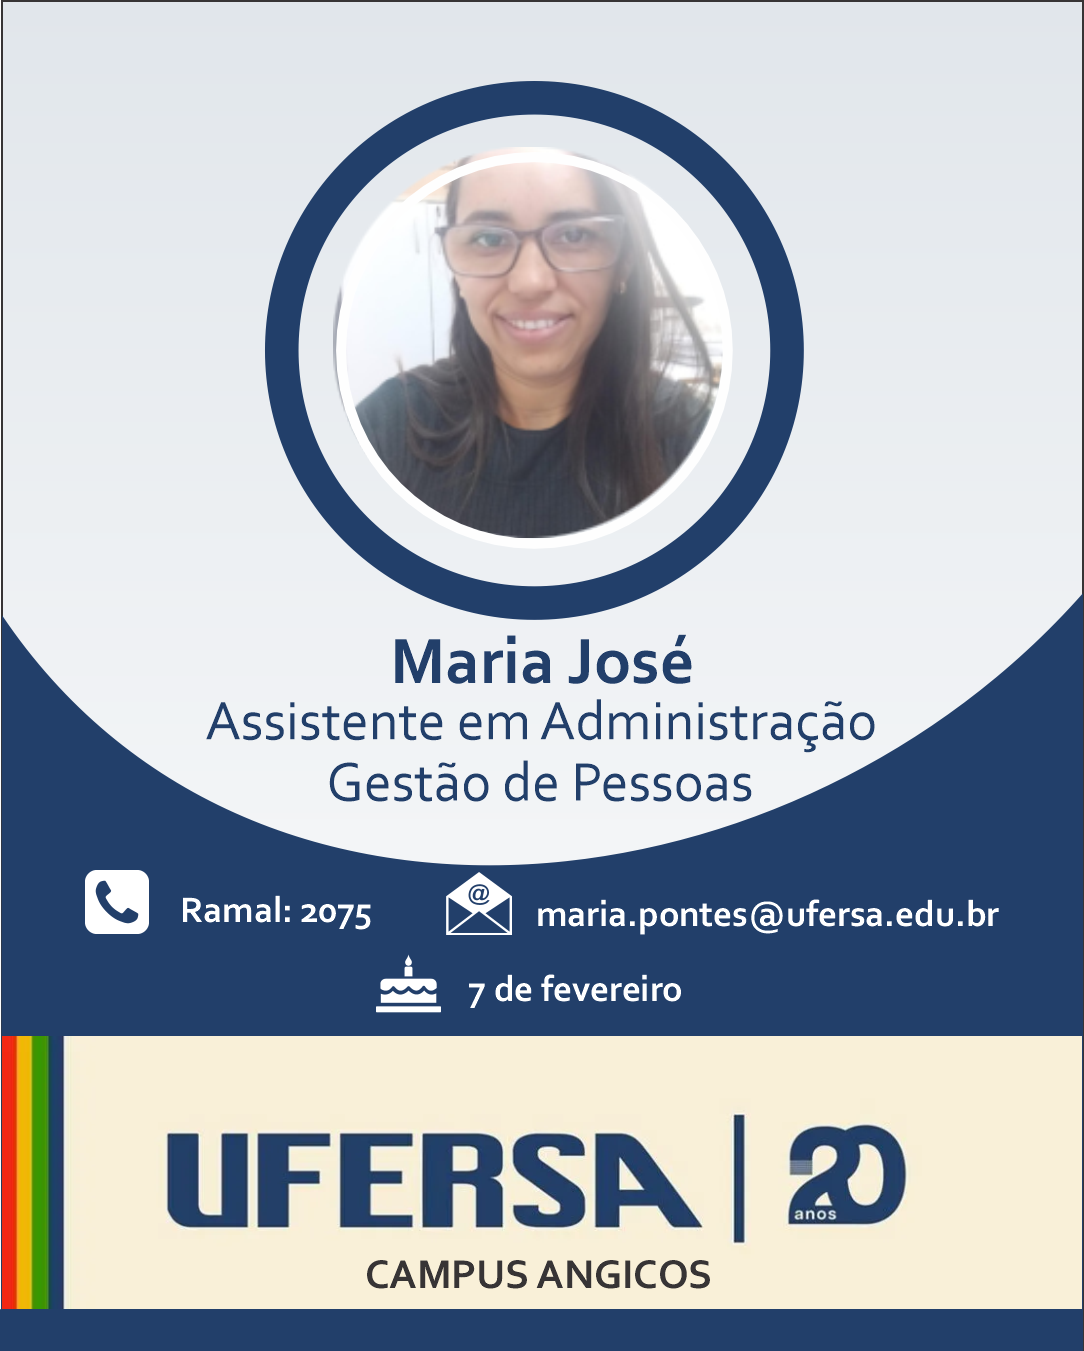 Maria José
Assistente em Administração
Gestão de Pessoas
Ramal: 2075
maria.pontes@ufersa.edu.br
7 de fevereiro
UFERSA | 20
anos
CAMPUS ANGICOS